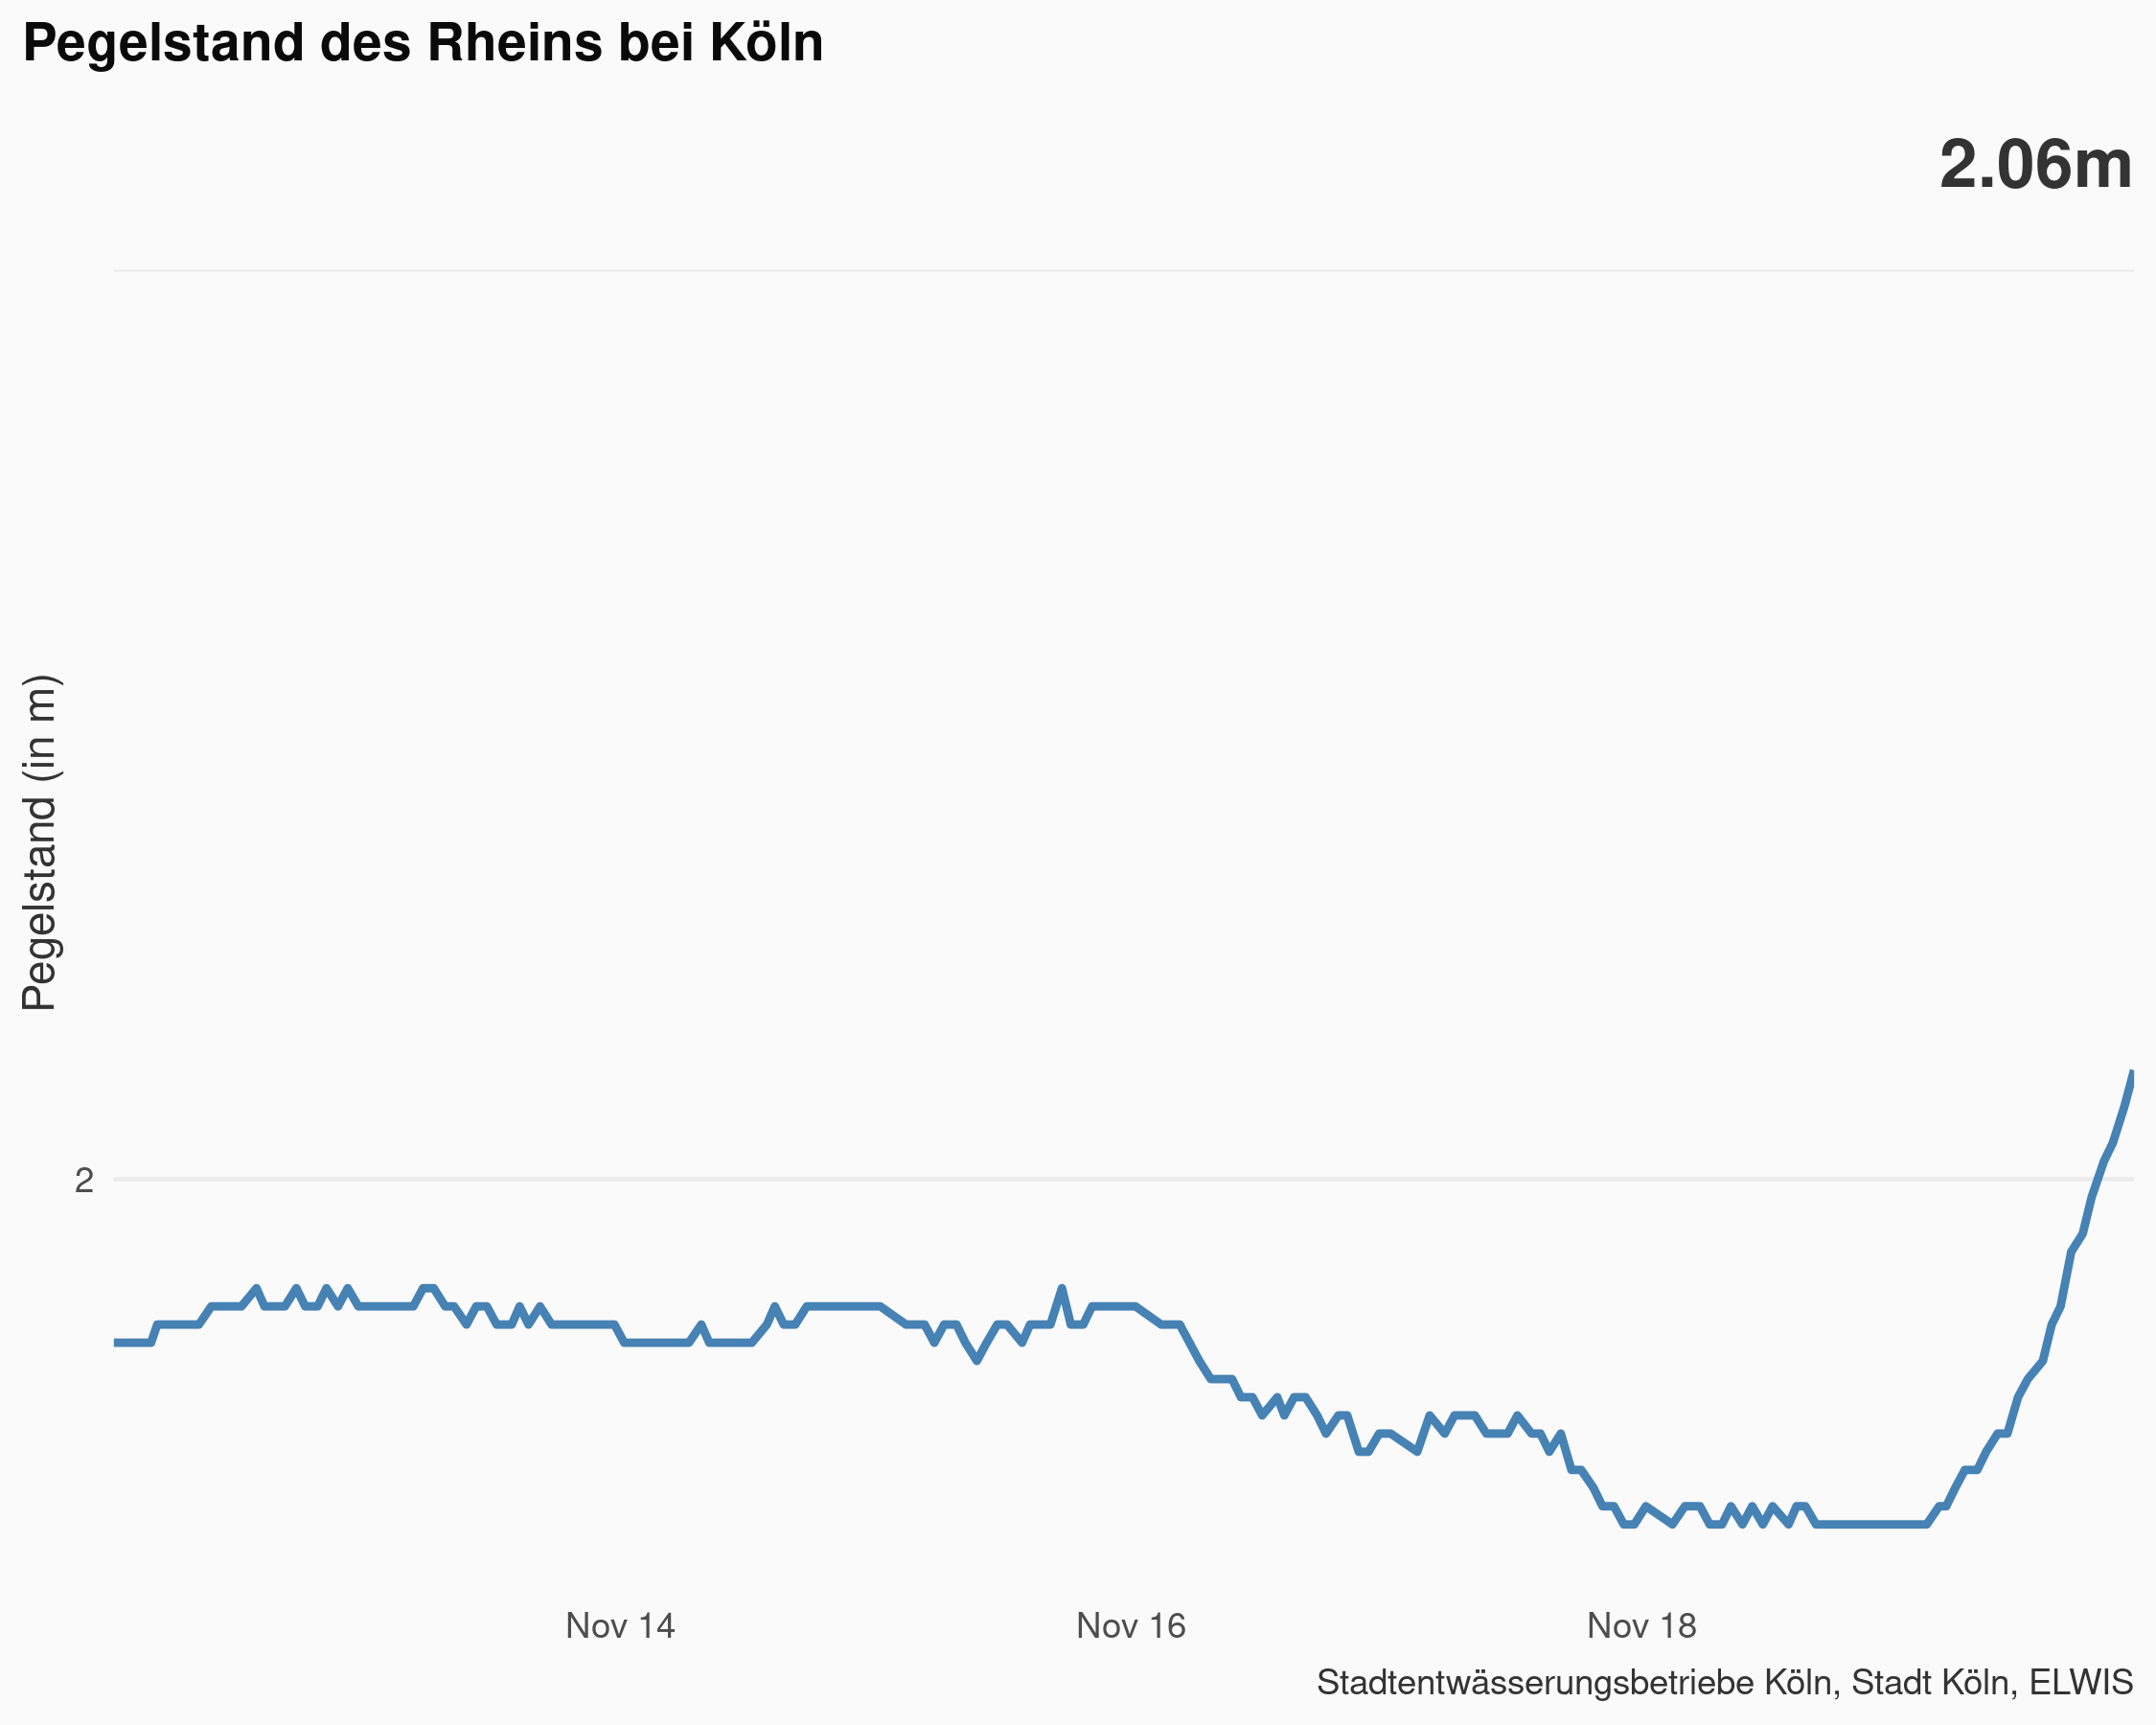 Pegelstand des Rheins bei Köln
2.06m
Pegelstand (in m)
2
Nov 14
Nov 16
Nov 18
Stadtentwässerungsbetriebe Köln, Stadt Köln, ELWIS